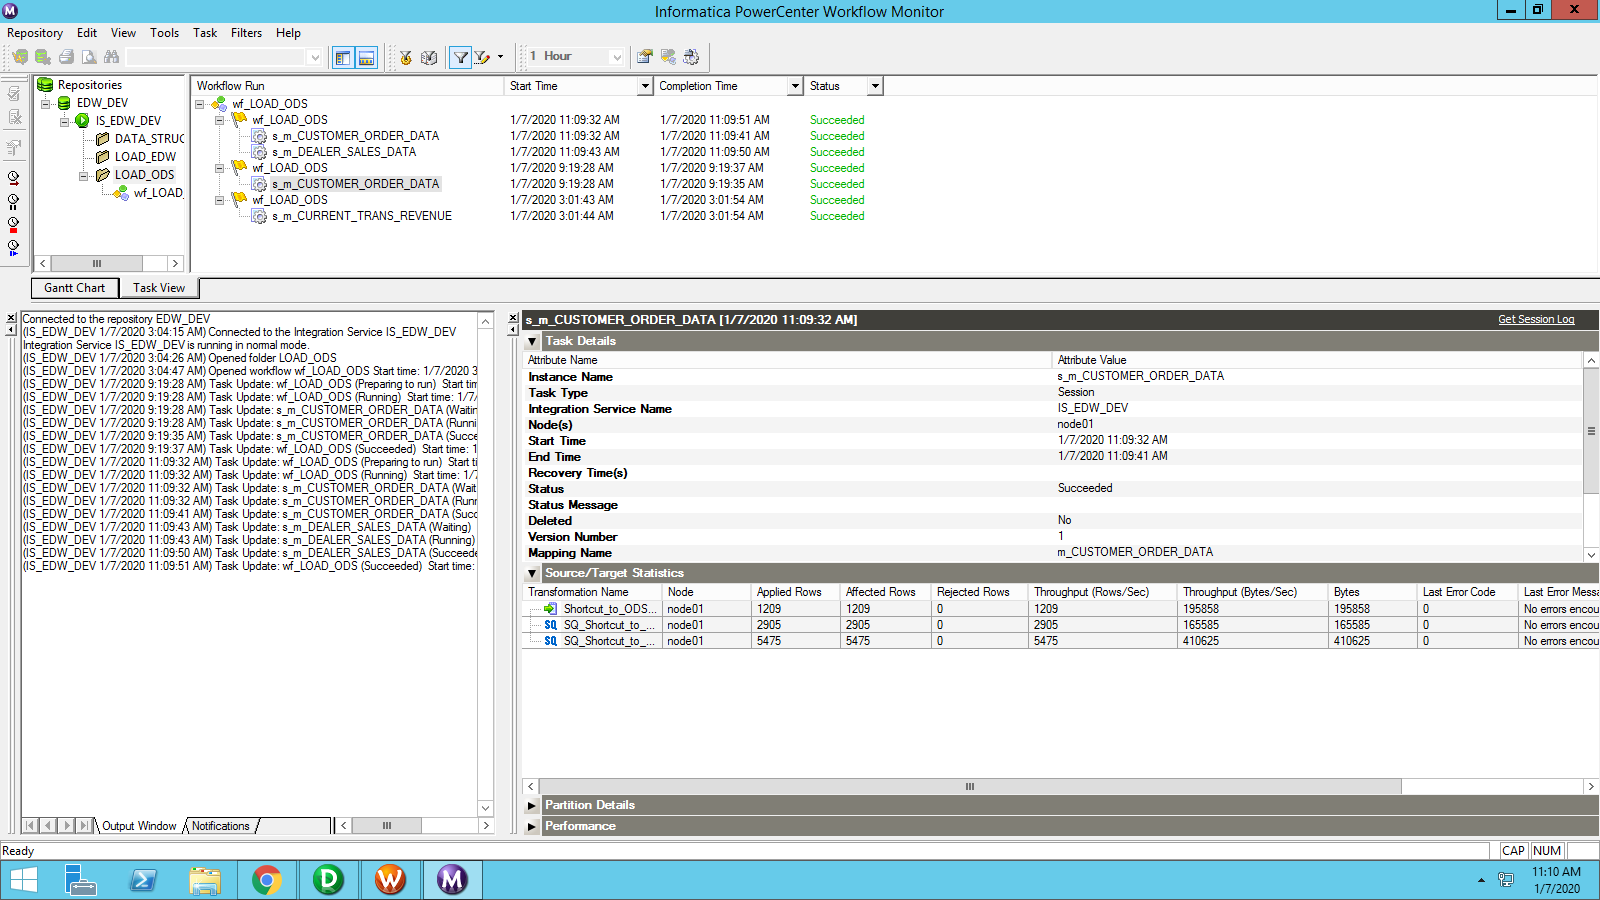 Informatica PowerCenter Workflow Monitor
Repository Edit View Tools Task Filters Help
1 Hour
Repositories
EDW_DEV
IS_EDW_DEV
DATA_STRUC
LOAD_EDW
LOAD_ODS
wf_LOAD_
Workflow Run Start Time Completion Time Status
wf_LOAD_ODS
wf_LOAD_ODS 1/7/2020 11:09:32 AM 1/7/2020 11:09:51 AM Succeeded
s_m_CUSTOMER_ORDER_DATA 1/7/2020 11:09:32 AM 1/7/2020 11:09:41 AM Succeeded
s_m_DEALER_SALES_DATA 1/7/2020 11:09:43 AM 1/7/2020 11:09:50 AM Succeeded
wf_LOAD_ODS 1/7/2020 9:19:28 AM 1/7/2020 9:19:37 AM Succeeded
s_m_CUSTOMER_ORDER_DATA 1/7/2020 9:19:28 AM 1/7/2020 9:19:35 AM Succeeded
wf_LOAD_ODS 1/7/2020 3:01:43 AM 1/7/2020 3:01:54 AM Succeeded
s_m_CURRENT_TRANS_REVENUE 1/7/2020 3:01:44 AM 1/7/2020 3:01:54 AM Succeeded
Gantt Chart Task View
Connected to the repository EDW_DEV
(IS_EDW_DEV 1/7/2020 3:04:15 AM) Connected to the Integration Service IS_EDW_DEV
Integration Service IS_EDW_DEV is running in normal mode.
(IS_EDW_DEV 1/7/2020 3:04:26 AM) Opened folder LOAD_ODS
(IS_EDW_DEV 1/7/2020 3:04:47 AM) Opened workflow wf_LOAD_ODS Start time: 1/7/2020 3
(IS_EDW_DEV 1/7/2020 9:19:28 AM) Task Update: wf_LOAD_ODS (Preparing to run) Start tim
(IS_EDW_DEV 1/7/2020 9:19:28 AM) Task Update: wf_LOAD_ODS (Running) Start time: 1/7/
(IS_EDW_DEV 1/7/2020 9:19:28 AM) Task Update: s_m_CUSTOMER_ORDER_DATA (Waitin
(IS_EDW_DEV 1/7/2020 9:19:28 AM) Task Update: s_m_CUSTOMER_ORDER_DATA (Runni
(IS_EDW_DEV 1/7/2020 9:19:35 AM) Task Update: s_m_CUSTOMER_ORDER_DATA (Succe
(IS_EDW_DEV 1/7/2020 9:19:37 AM) Task Update: wf_LOAD_ODS (Succeeded) Start time: 1
(IS_EDW_DEV 1/7/2020 11:09:32 AM) Task Update: wf_LOAD_ODS (Preparing to run) Start ti
(IS_EDW_DEV 1/7/2020 11:09:32 AM) Task Update: wf_LOAD_ODS (Running) Start time: 1/7
(IS_EDW_DEV 1/7/2020 11:09:32 AM) Task Update: s_m_CUSTOMER_ORDER_DATA (Wait
(IS_EDW_DEV 1/7/2020 11:09:32 AM) Task Update: s_m_CUSTOMER_ORDER_DATA (Runn
(IS_EDW_DEV 1/7/2020 11:09:41 AM) Task Update: s_m_CUSTOMER_ORDER_DATA (Succ
(IS_EDW_DEV 1/7/2020 11:09:43 AM) Task Update: s_m_DEALER_SALES_DATA (Waiting)
(IS_EDW_DEV 1/7/2020 11:09:43 AM) Task Update: s_m_DEALER_SALES_DATA (Running)
(IS_EDW_DEV 1/7/2020 11:09:50 AM) Task Update: s_m_DEALER_SALES_DATA (Succeede
(IS_EDW_DEV 1/7/2020 11:09:51 AM) Task Update: wf_LOAD_ODS (Succeeded) Start time:
Output Window Notifications
s_m_CUSTOMER_ORDER_DATA [1/7/2020 11:09:32 AM] Get Session Log
Task Details
Attribute Name Attribute Value
Instance Name s_m_CUSTOMER_ORDER_DATA
Task Type Session
Integration Service Name IS_EDW_DEV
Node(s) node01
Start Time 1/7/2020 11:09:32 AM
End Time 1/7/2020 11:09:41 AM
Recovery Time(s)
Status Succeeded
Status Message
Deleted No
Version Number 1
Mapping Name m_CUSTOMER_ORDER_DATA
Source/Target Statistics
Transformation Name Node Applied Rows Affected Rows Rejected Rows Throughput (Rows/Sec) Throughput (Bytes/Sec) Bytes Last Error Code Last Error Messa
Shortcut_to_ODS... node01 1209 1209 0 1209 195858 195858 0 No errors encou
SQ SQ_Shortcut_to_... node01 2905 2905 0 2905 165585 165585 0 No errors encou
SQ SQ_Shortcut_to_... node01 5475 5475 0 5475 410625 410625 0 No errors encou
Partition Details
Performance
Ready CAP NUM
D W M
11:10 AM
1/7/2020